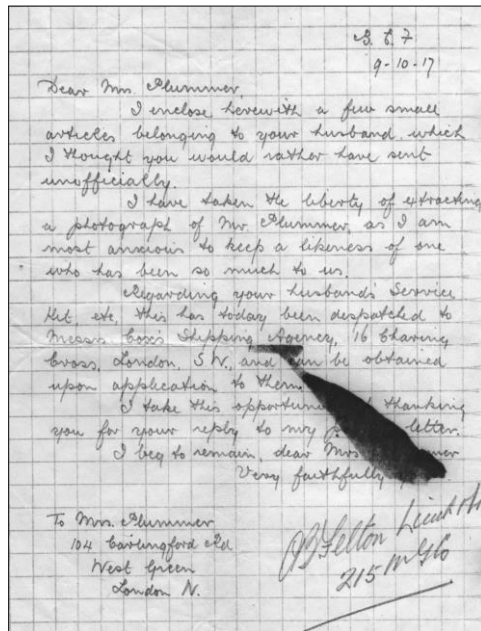 B. E. F
9-10-17
Dear Mrs. Plummer,
I enclose herewith a few small
articles belonging to your husband, which
I thought you would rather have sent
unofficially.
I have taken the liberty of extracting
a photograph of Mr. Plummer, as I am
most anxious to keep a likeness of one
who has been so much to us.
Regarding your husband's Service
Kit, etc, this has today been despatched to
Messrs. Cox's Shipping Agency, 16 Charing
Cross, London, S.W., and can be obtained
upon application to them.
I take this thanking
you for your reply to my letter.
I beg to remain, dear Mrs.
Very faithfully
To Mrs. Plummer
104 Carlingford Rd
West Green
London N.
Felton Lieut
215 M G Co